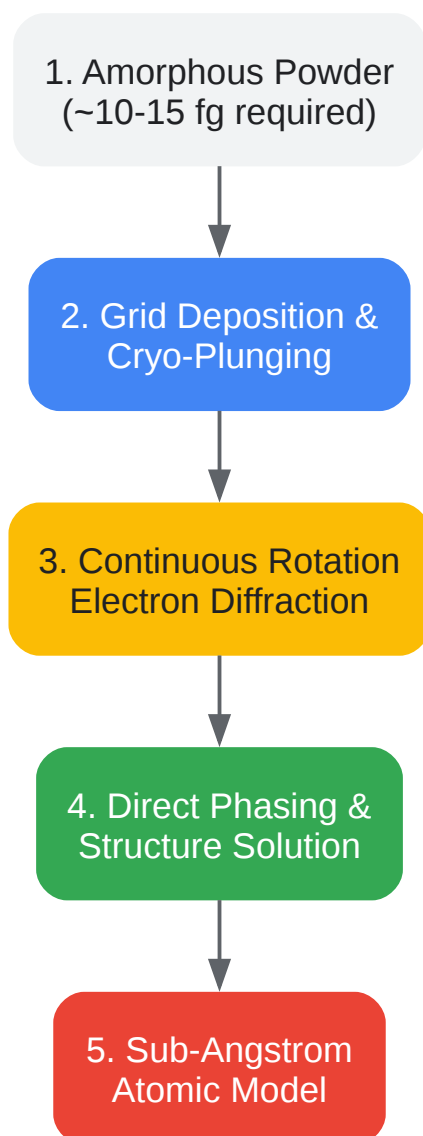 1. Amorphous Powder
(~10-15 fg required)
2. Grid Deposition &
Cryo-Plunging
3. Continuous Rotation
Electron Diffraction
4. Direct Phasing &
Structure Solution
5. Sub-Angstrom
Atomic Model